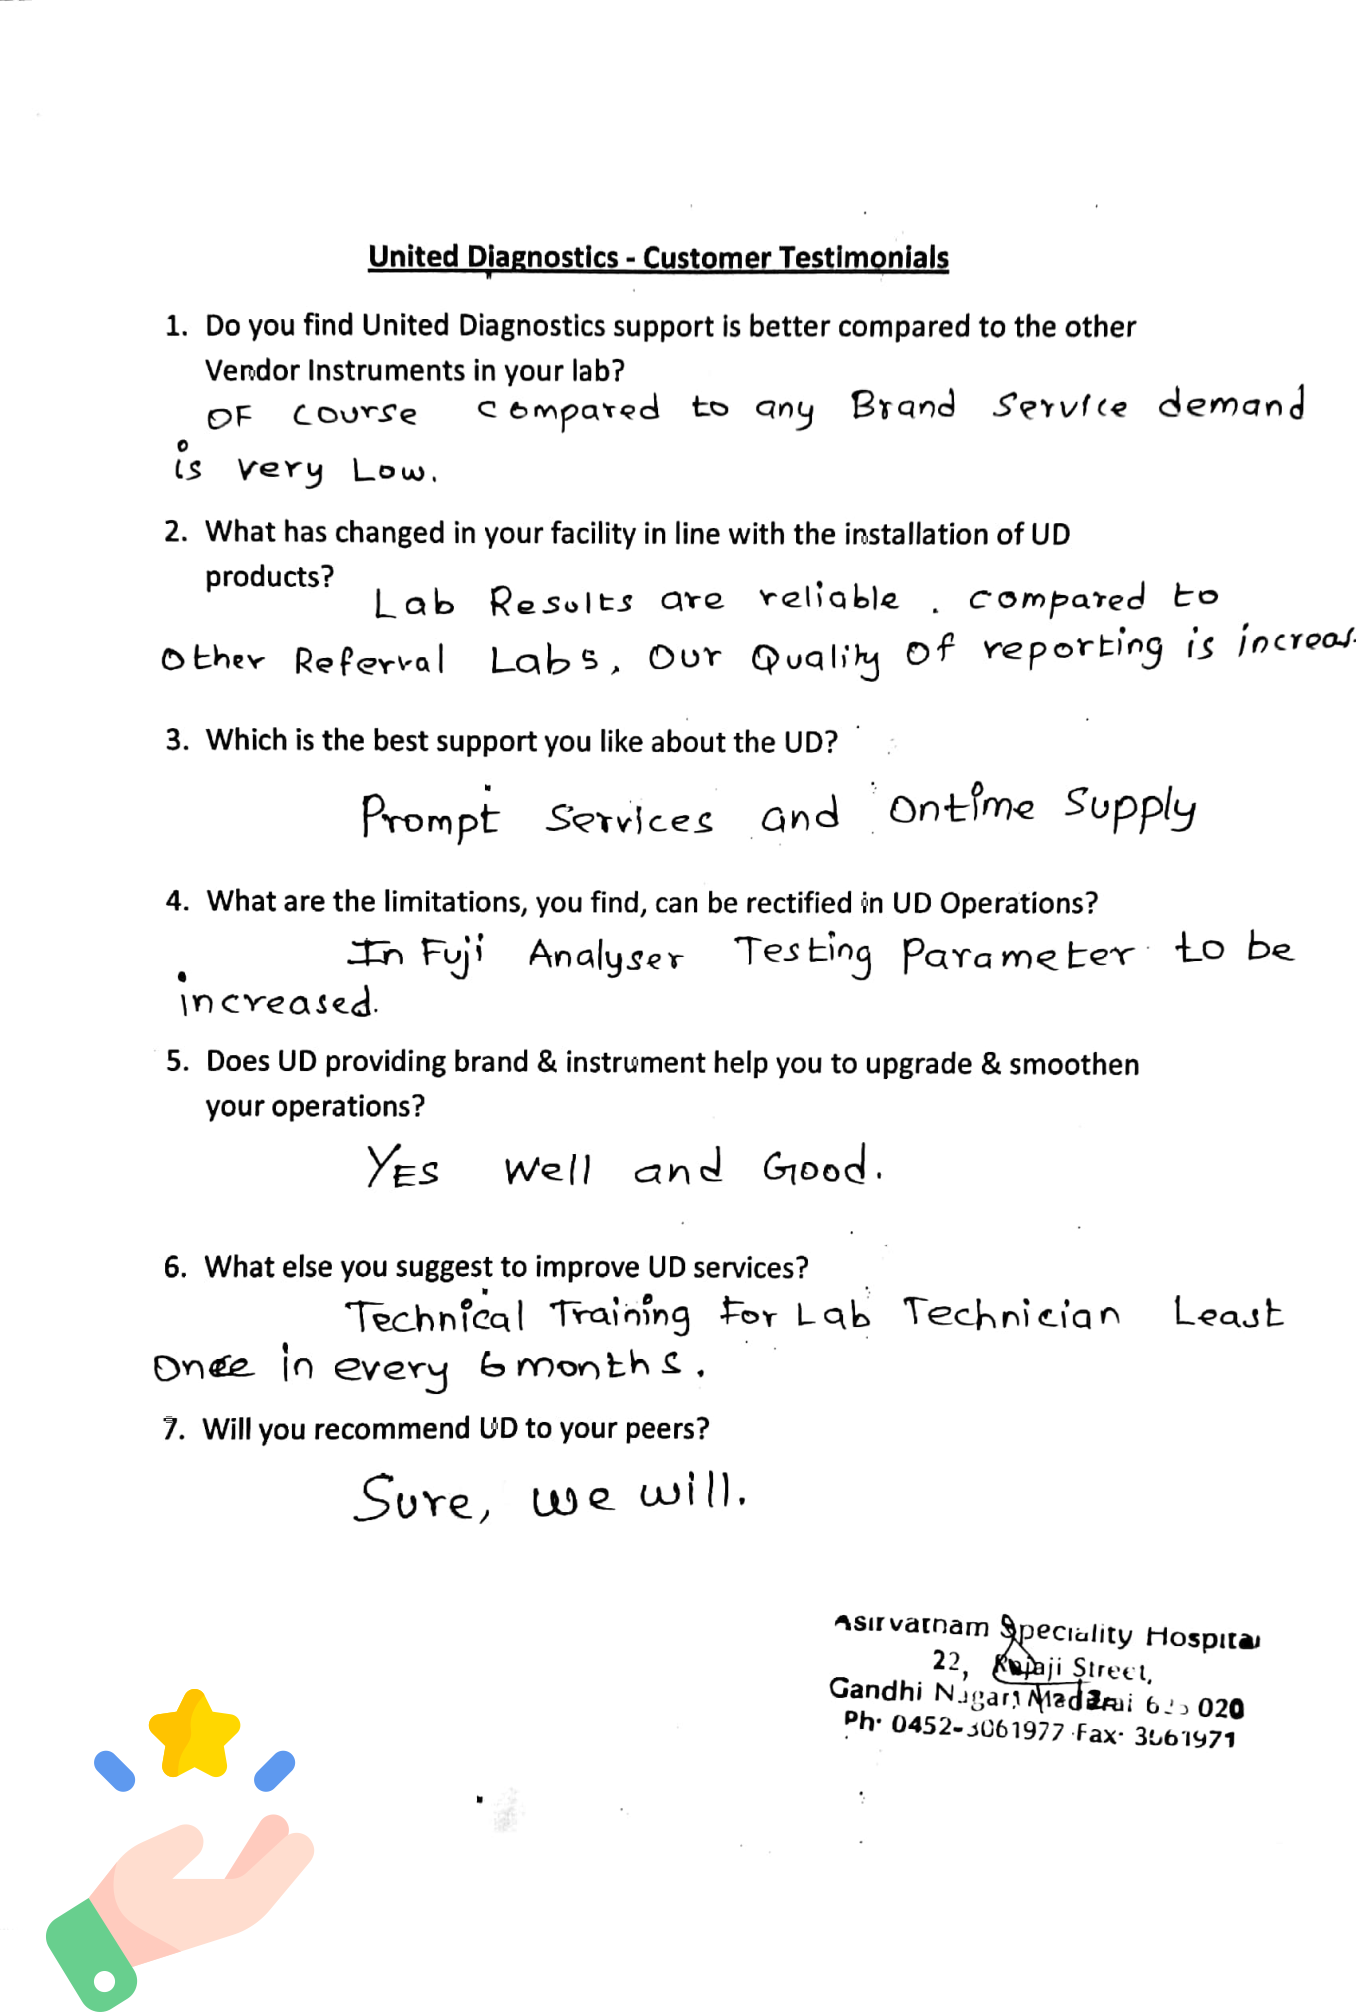 United Diagnostics - Customer Testimonials
1. Do you find United Diagnostics support is better compared to the other
Vendor Instruments in your lab?
OF course compared to any Brand Service demand
is very Low.
2. What has changed in your facility in line with the installation of UD
products?
Lab Results are reliable . compared to
Other Referral Labs, Our Quality Of reporting is increas
3. Which is the best support you like about the UD?
Prompt Services and Ontime Supply
4. What are the limitations, you find, can be rectified in UD Operations?
In Fuji Analyser Testing Parameter to be
increased.
5. Does UD providing brand & instrument help you to upgrade & smoothen
your operations?
YES well and Good.
6. What else you suggest to improve UD services?
Technical Training For Lab Technician Least
Once in every 6 months.
7. Will you recommend UD to your peers?
Sure, we will.
Speciality Hospital
22, Rajaji Street,
Gandhi Nagar, Madurai 020
Ph: 0452-3061977 Fax: 3061971